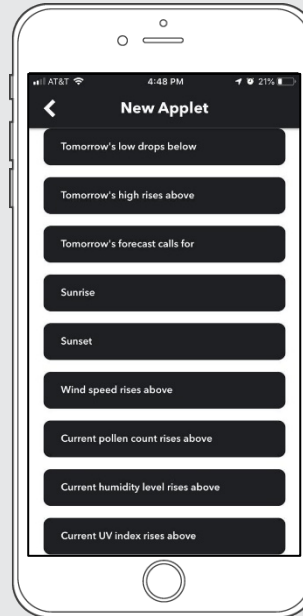 AT&T 4:48 PM 21%
New Applet
Tomorrow's low drops below
Tomorrow's high rises above
Tomorrow's forecast calls for
Sunrise
Sunset
Wind speed rises above
Current pollen count rises above
Current humidity level rises above
Current UV index rises above